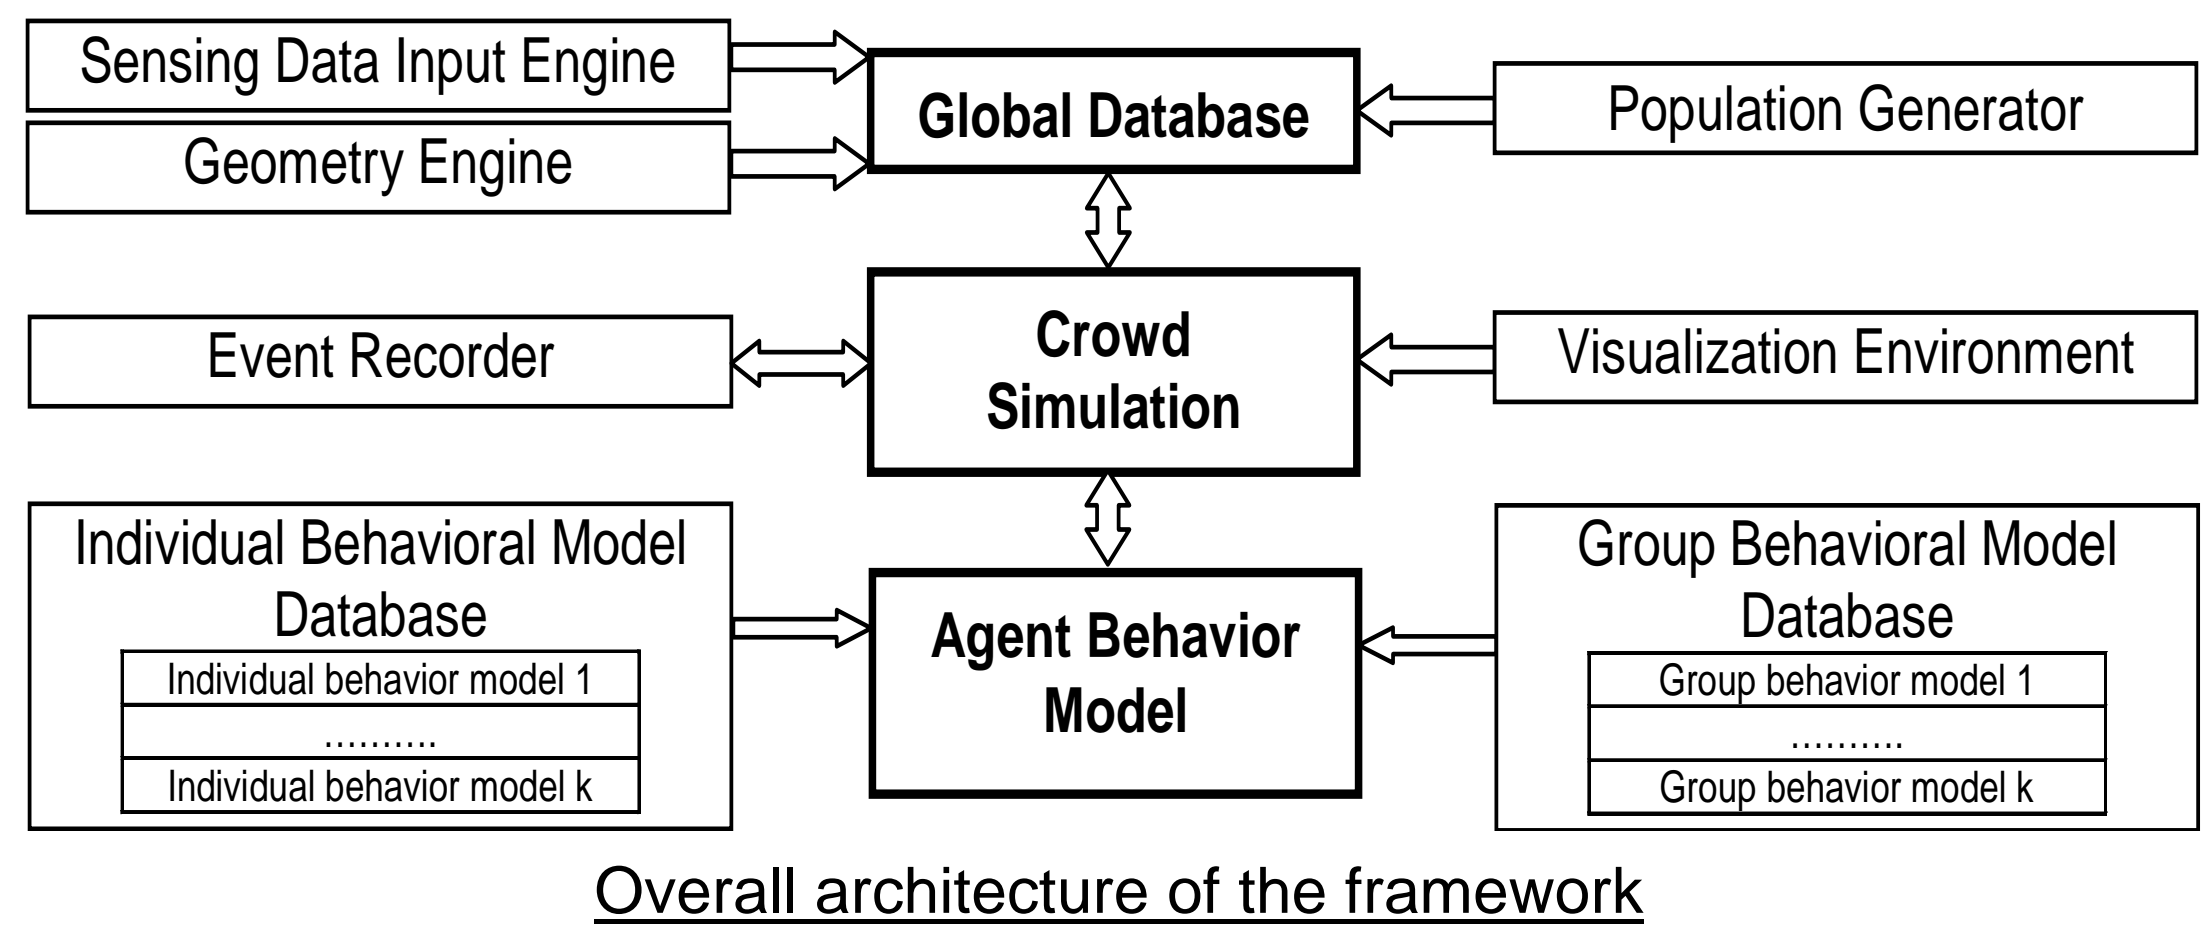 Sensing Data Input Engine
Geometry Engine
Global Database
Population Generator
Event Recorder
Crowd
Simulation
Visualization Environment
Individual Behavioral Model
Database
Individual behavior model 1
..........
Individual behavior model k
Agent Behavior
Model
Group Behavioral Model
Database
Group behavior model 1
..........
Group behavior model k
Overall architecture of the framework